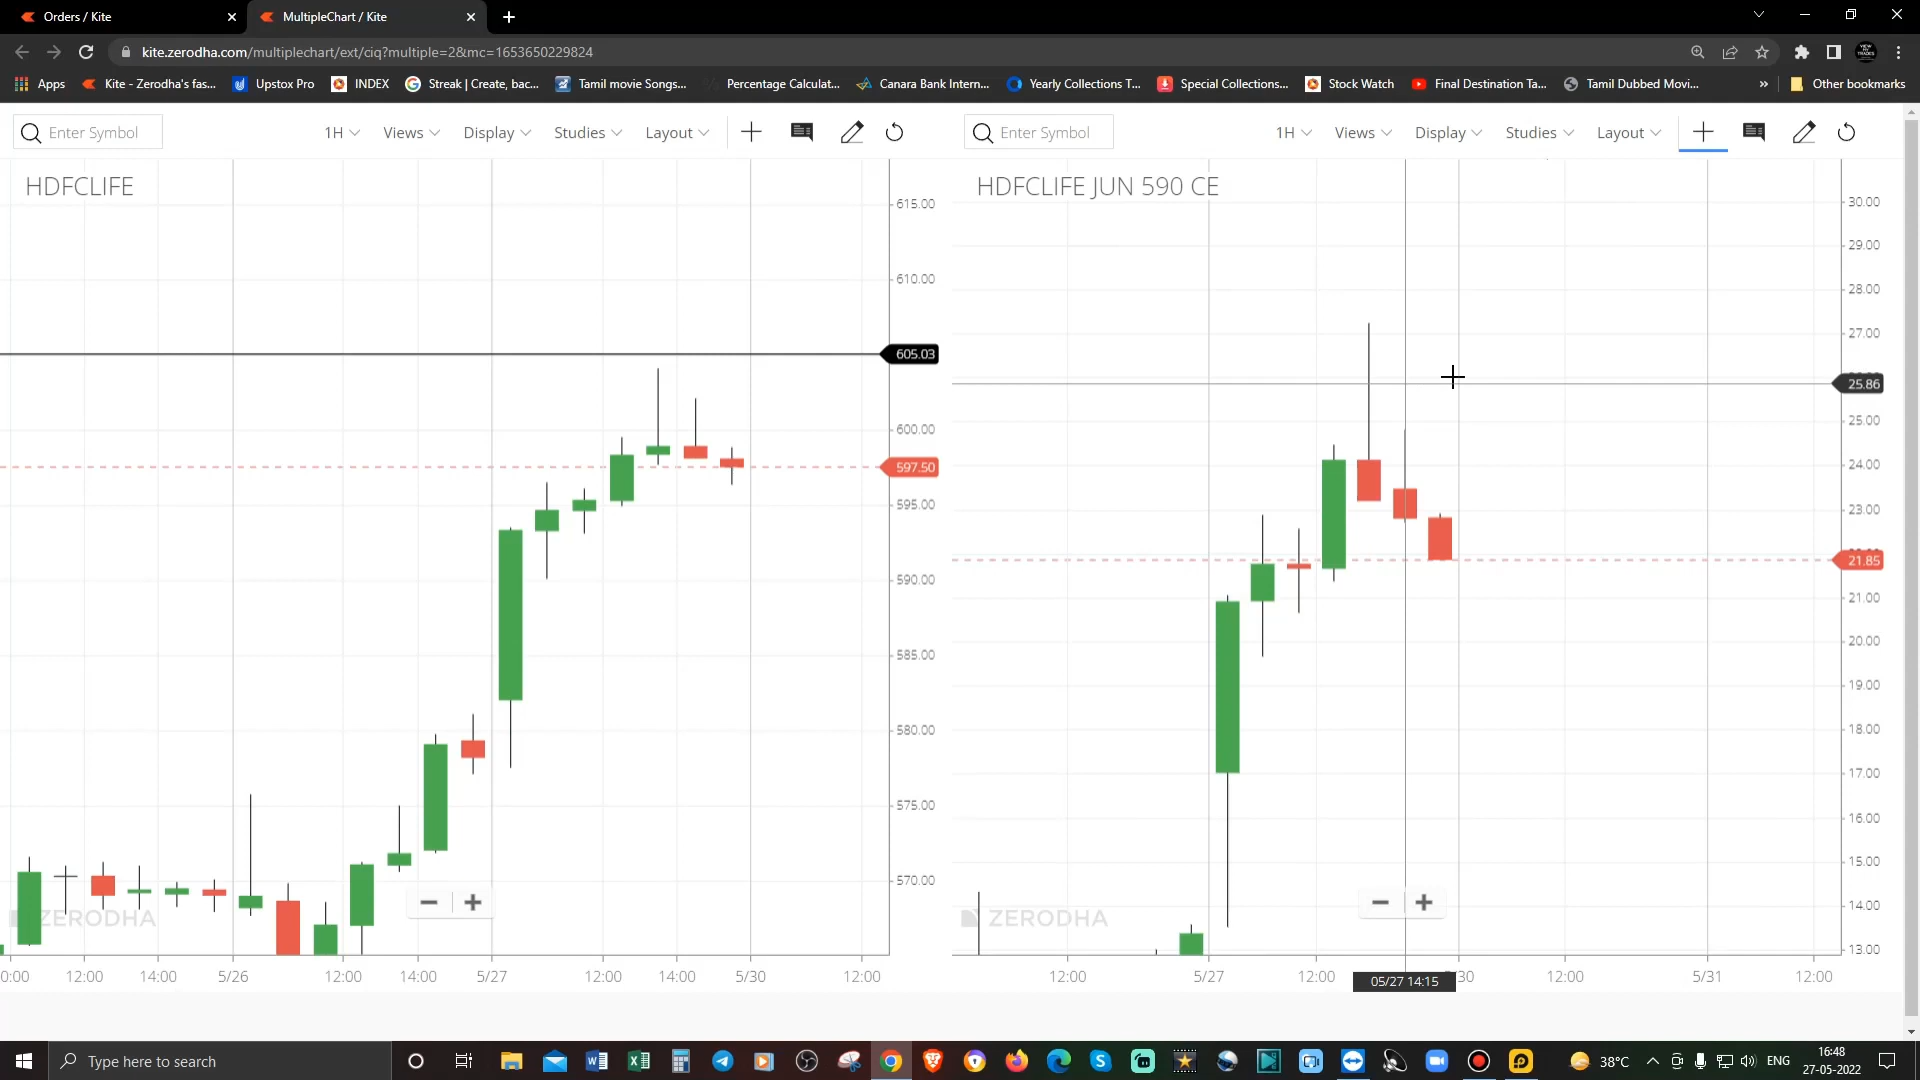 Orders / Kite
MultipleChart / Kite
kite.zerodha.com/multiplechart/ext/ciq?multiple=2&mc=1653650229824
Apps
Kite - Zerodha's fas...
Upstox Pro
INDEX
Streak | Create, bac...
Tamil movie Songs...
Percentage Calculat...
Canara Bank Intern...
Yearly Collections T...
Special Collections...
Stock Watch
Final Destination Ta...
Tamil Dubbed Movi...
»
Other bookmarks
Enter Symbol
1H
Views
Display
Studies
Layout
HDFCLIFE
615.00
610.00
605.03
600.00
597.50
595.00
590.00
585.00
580.00
575.00
570.00
ZERODHA
0:00
12:00
14:00
5/26
12:00
14:00
5/27
12:00
14:00
5/30
12:00
Enter Symbol
1H
Views
Display
Studies
Layout
HDFCLIFE JUN 590 CE
30.00
29.00
28.00
27.00
25.86
25.00
24.00
23.00
21.85
21.00
20.00
19.00
18.00
17.00
16.00
15.00
14.00
13.00
ZERODHA
12:00
5/27
12:00
05/27 14:15
30
12:00
5/31
12:00
Type here to search
38°C
ENG
16:48
27-05-2022